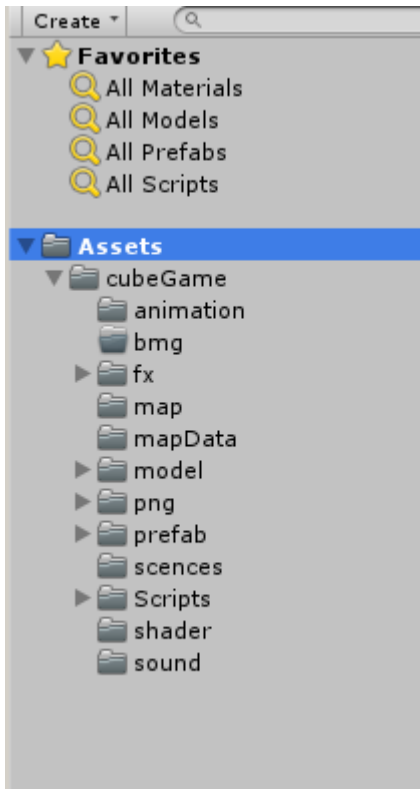 Create
Favorites
All Materials
All Models
All Prefabs
All Scripts
Assets
cubeGame
animation
bmg
fx
map
mapData
model
png
prefab
scences
Scripts
shader
sound